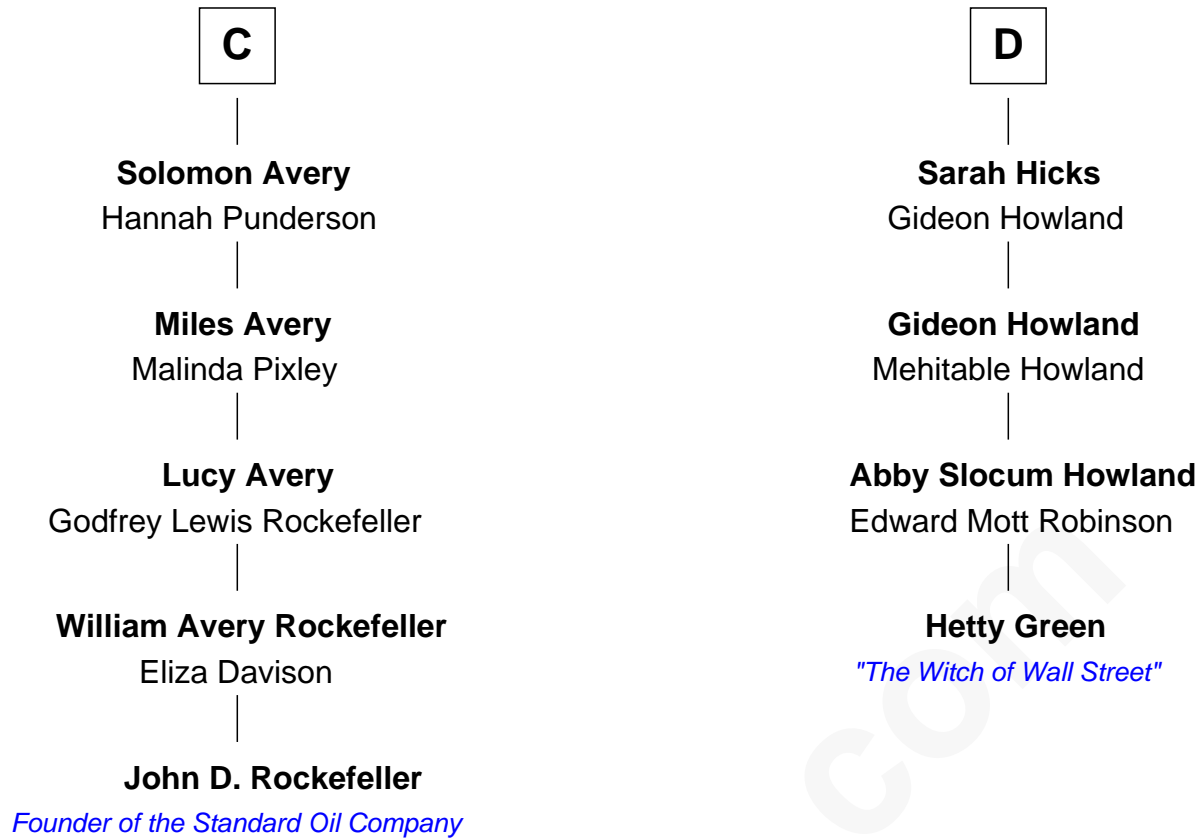 C
Solomon Avery
Hannah Punderson
Miles Avery
Malinda Pixley
Lucy Avery
Godfrey Lewis Rockefeller
William Avery Rockefeller
Eliza Davison
John D. Rockefeller
Founder of the Standard Oil Company
D
Sarah Hicks
Gideon Howland
Gideon Howland
Mehitable Howland
Abby Slocum Howland
Edward Mott Robinson
Hetty Green
"The Witch of Wall Street"
com